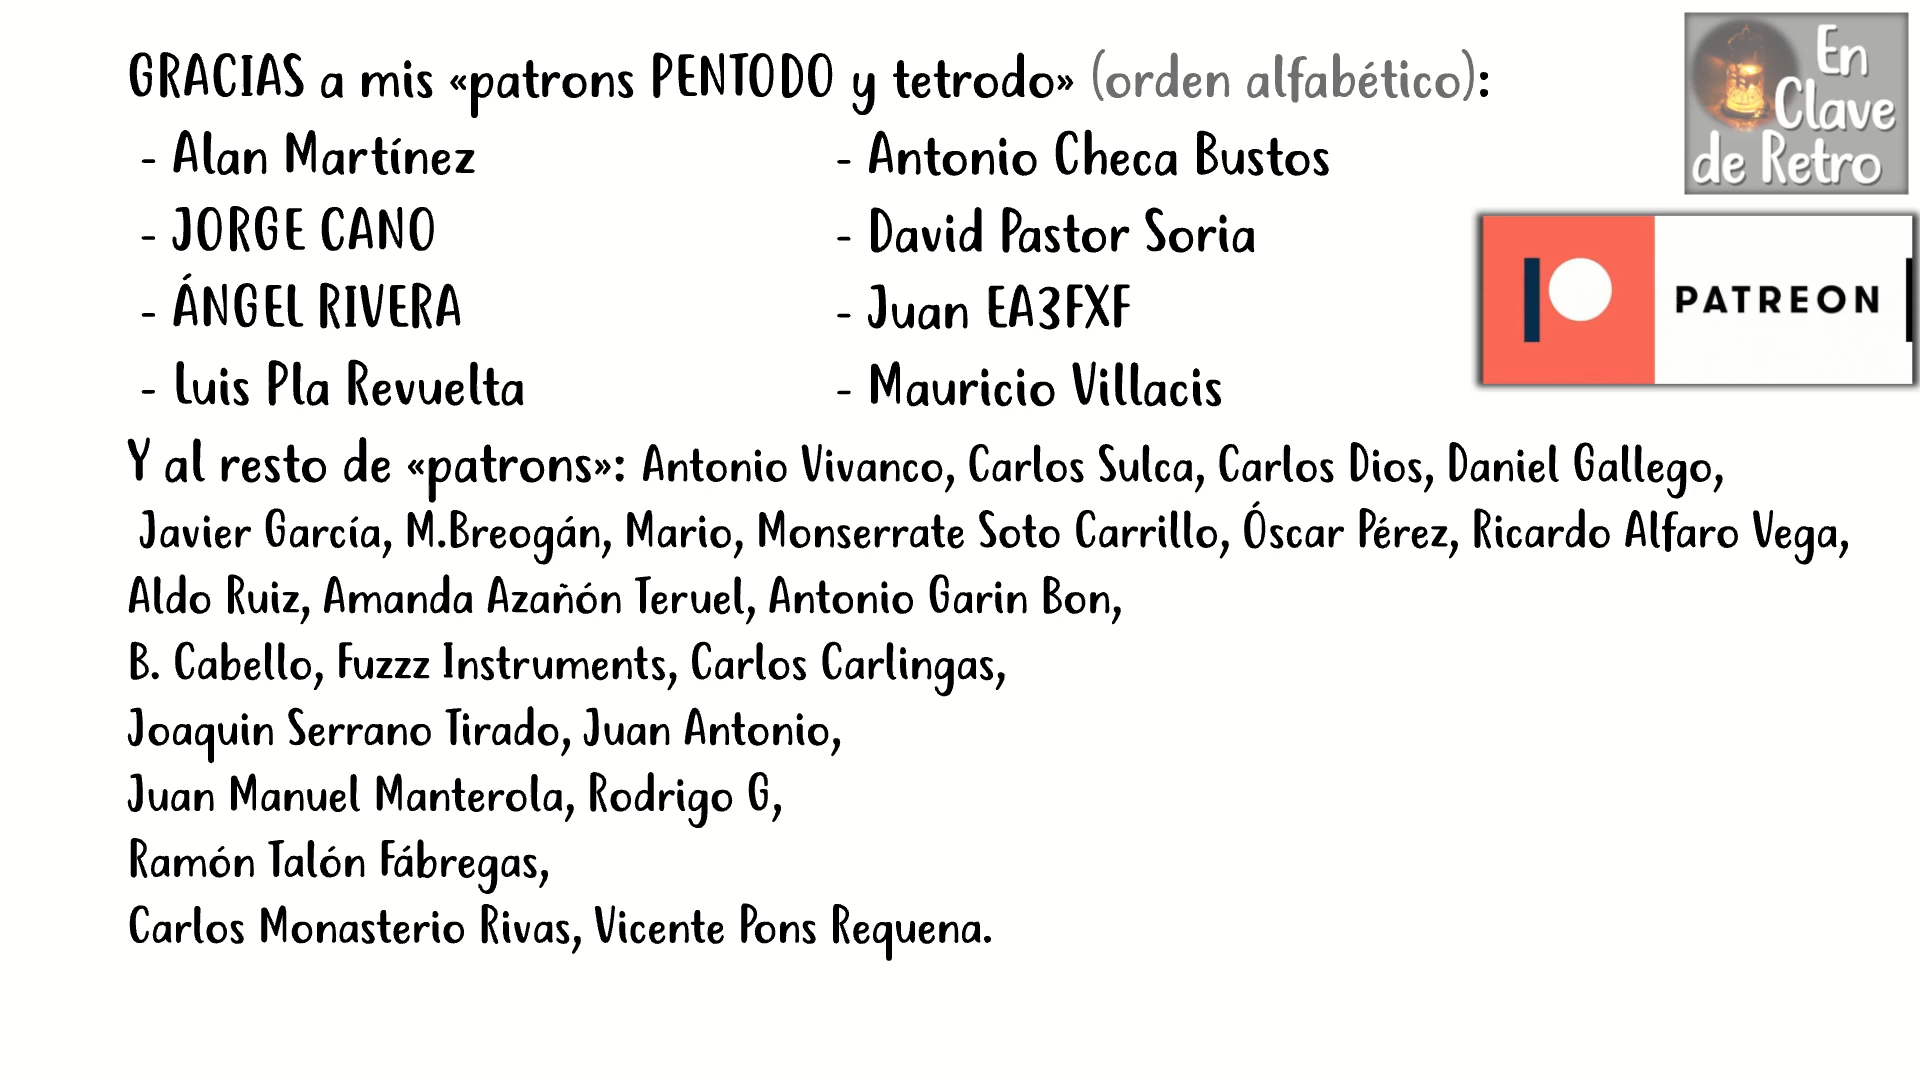 GRACIAS a mis «patrons PENTODO y tetrodo» (orden alfabético):
- Alan Martínez
- Antonio Checa Bustos
- JORGE CANO
- David Pastor Soria
- ÁNGEL RIVERA
- Juan EA3FXF
- Luis Pla Revuelta
- Mauricio Villacis
Y al resto de «patrons»: Antonio Vivanco, Carlos Sulca, Carlos Dios, Daniel Gallego,
Javier García, M.Breogán, Mario, Monserrate Soto Carrillo, Óscar Pérez, Ricardo Alfaro Vega,
Aldo Ruiz, Amanda Azañón Teruel, Antonio Garin Bon,
B. Cabello, Fuzzz Instruments, Carlos Carlingas,
Joaquin Serrano Tirado, Juan Antonio,
Juan Manuel Manterola, Rodrigo G,
Ramón Talón Fábregas,
Carlos Monasterio Rivas, Vicente Pons Requena.
En
Clave
de Retro
PATREON